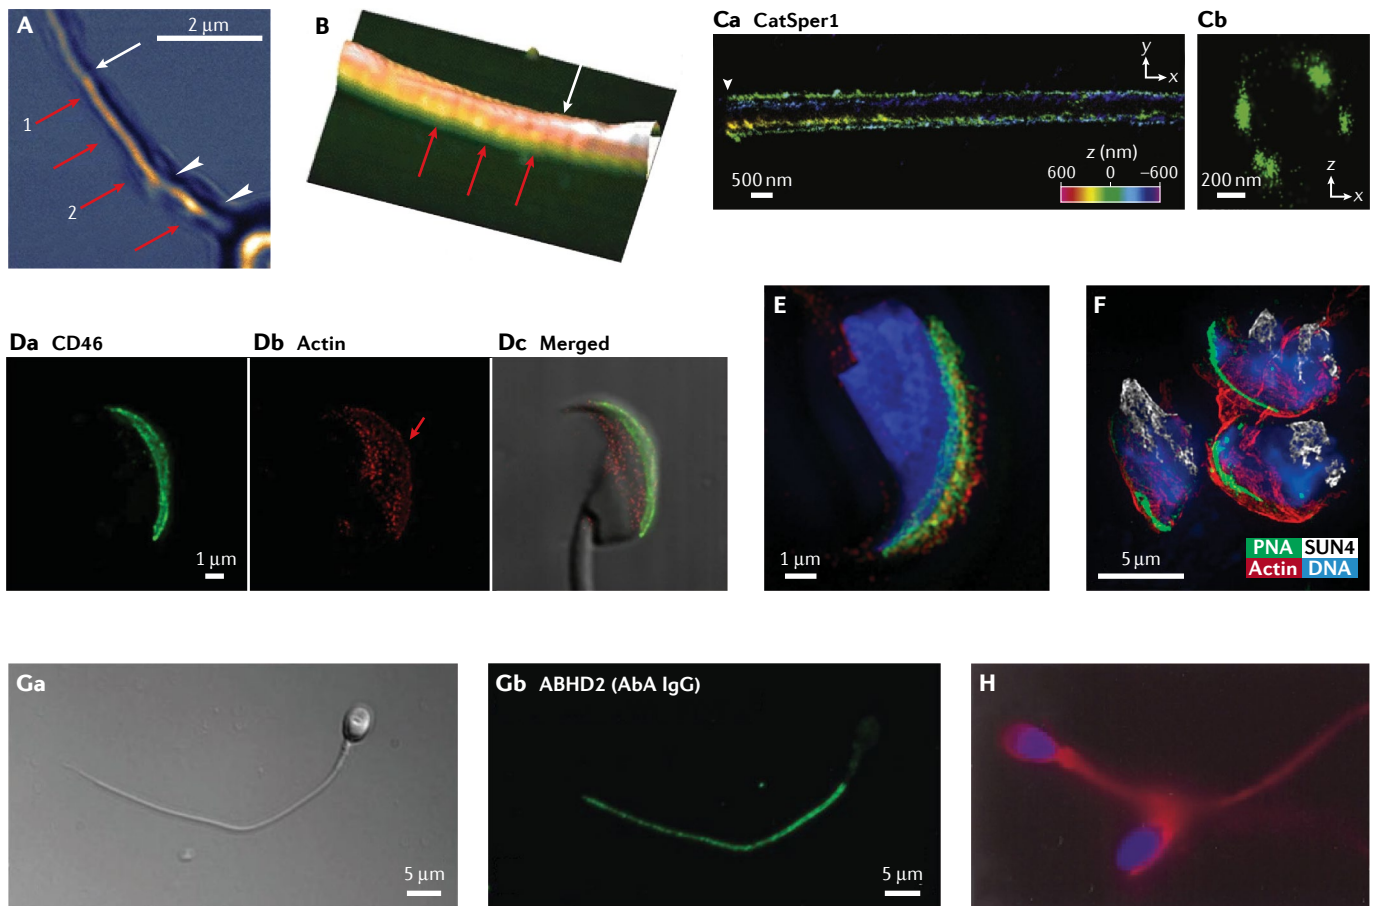 A
2 µm
1
2
B
Ca CatSper1
y
x
z (nm)
600 0 −600
500 nm
Cb
200 nm
z
x
Da CD46
1 µm
Db Actin
Dc Merged
E
1 µm
F
PNA SUN4
Actin DNA
5 µm
Ga
5 µm
Gb ABHD2 (AbA IgG)
5 µm
H